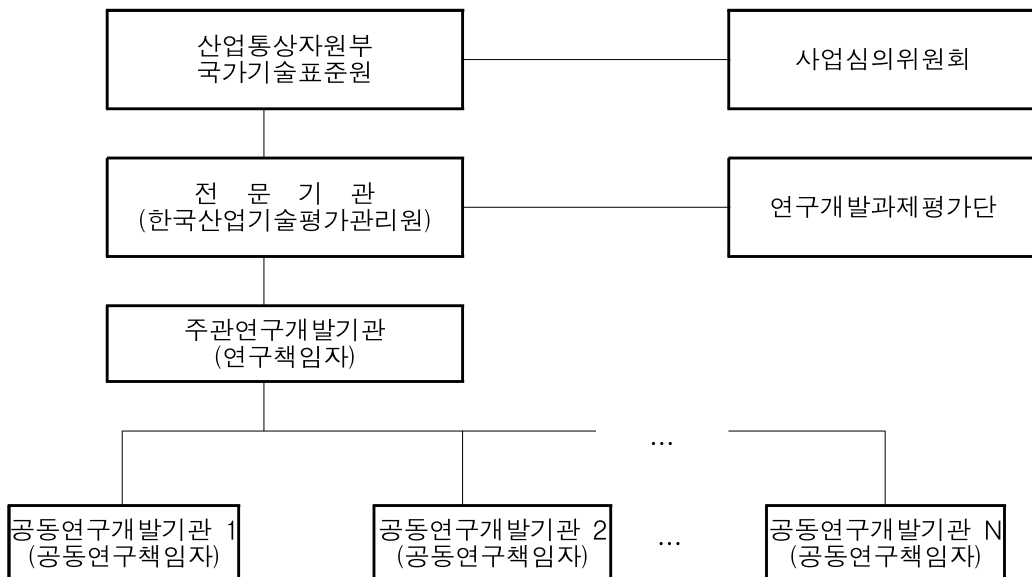 산업통상자원부
국가기술표준원
사업심의위원회
전 문 기 관
(한국산업기술평가관리원)
연구개발과제평가단
주관연구개발기관
(연구책임자)
...
공동연구개발기관 1
(공동연구책임자)
공동연구개발기관 2
(공동연구책임자)
...
공동연구개발기관 N
(공동연구책임자)